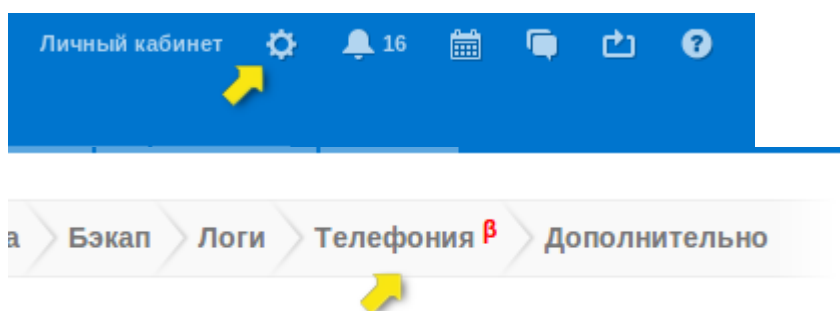 Личный кабинет 16 ?
а Бэкап Логи Телефония β Дополнительно